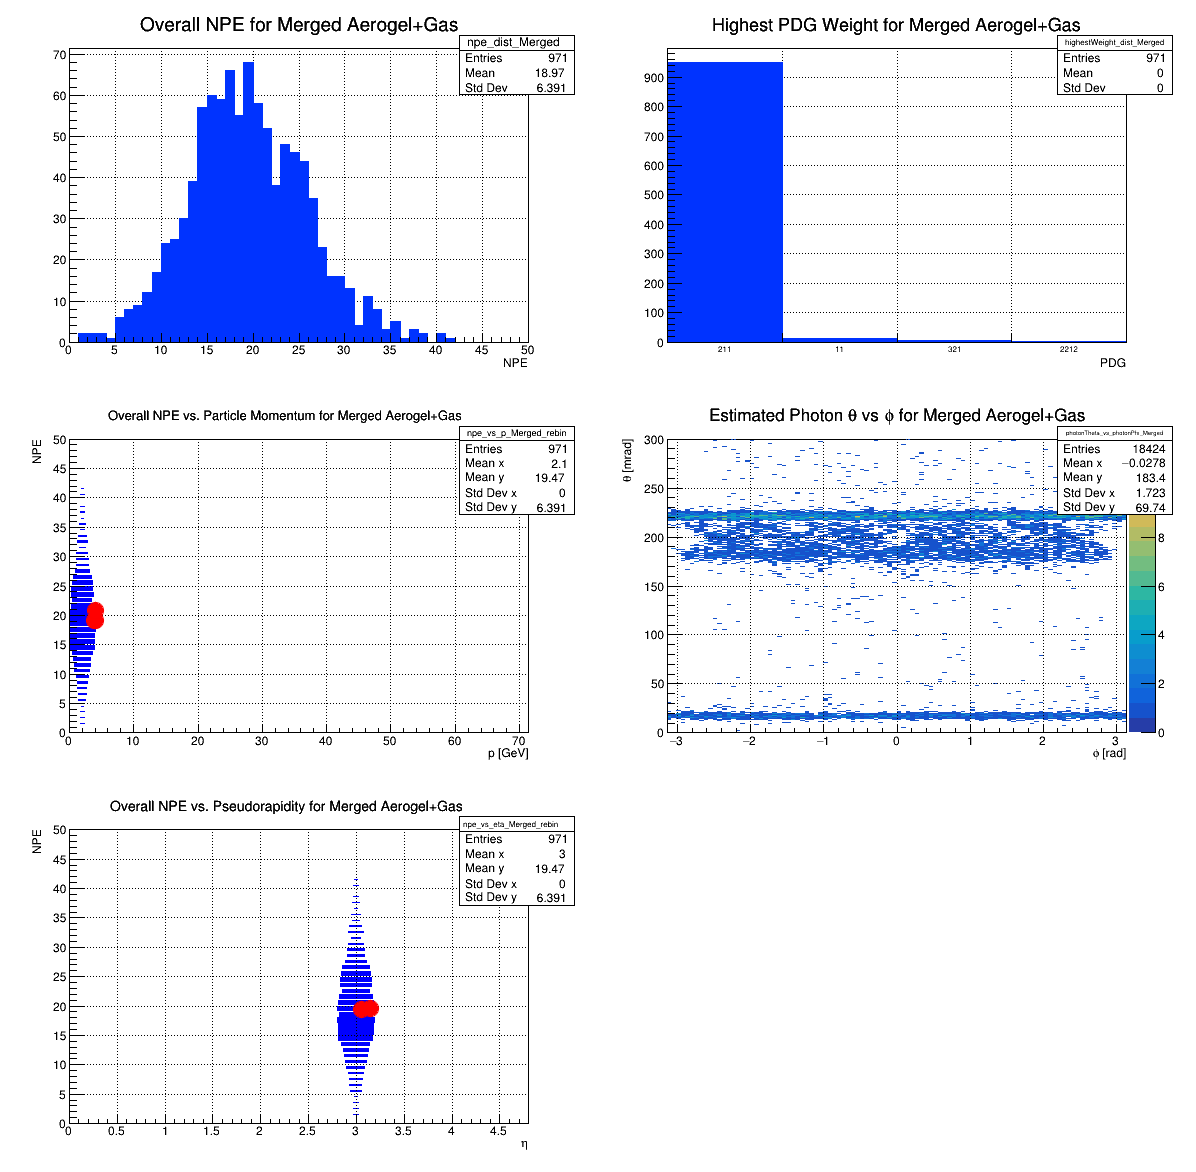 Overall NPE for Merged Aerogel+Gas
npe_dist_Merged
Entries 971
Mean 18.97
Std Dev 6.391
70
60
50
40
30
20
10
0
0 5 10 15 20 25 30 35 40 45 50
NPE
Highest PDG Weight for Merged Aerogel+Gas
highestWeight_dist_Merged
Entries 971
Mean 0
Std Dev 0
900
800
700
600
500
400
300
200
100
0
211 11 321 2212
PDG
Overall NPE vs. Particle Momentum for Merged Aerogel+Gas
npe_vs_p_Merged_rebin
Entries 971
Mean x 2.1
Mean y 19.47
Std Dev x 0
Std Dev y 6.391
NPE
50
45
40
35
30
25
20
15
10
5
0
0 10 20 30 40 50 60 70
p [GeV]
Estimated Photon θ vs ϕ for Merged Aerogel+Gas
photonTheta_vs_photonPhi_Merged
Entries 18424
Mean x −0.0278
Mean y 183.4
Std Dev x 1.723
Std Dev y 69.74
θ [mrad]
300
250
200
150
100
50
0
−3 −2 −1 0 1 2 3
ϕ [rad]
8
6
4
2
0
Overall NPE vs. Pseudorapidity for Merged Aerogel+Gas
npe_vs_eta_Merged_rebin
Entries 971
Mean x 3
Mean y 19.47
Std Dev x 0
Std Dev y 6.391
NPE
50
45
40
35
30
25
20
15
10
5
0
0 0.5 1 1.5 2 2.5 3 3.5 4 4.5
η